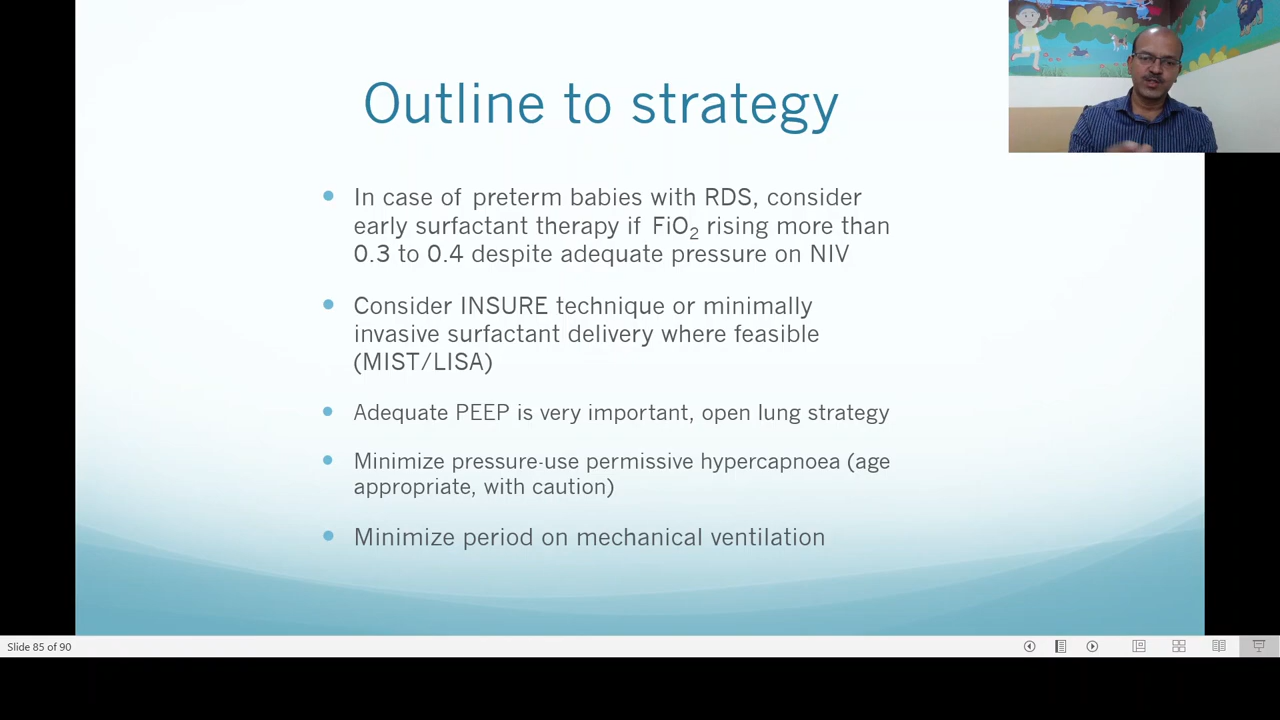 Outline to strategy
In case of preterm babies with RDS, consider
early surfactant therapy if FiO₂ rising more than
0.3 to 0.4 despite adequate pressure on NIV
Consider INSURE technique or minimally
invasive surfactant delivery where feasible
(MIST/LISA)
Adequate PEEP is very important, open lung strategy
Minimize pressure-use permissive hypercapnoea (age
appropriate, with caution)
Minimize period on mechanical ventilation
Slide 85 of 90